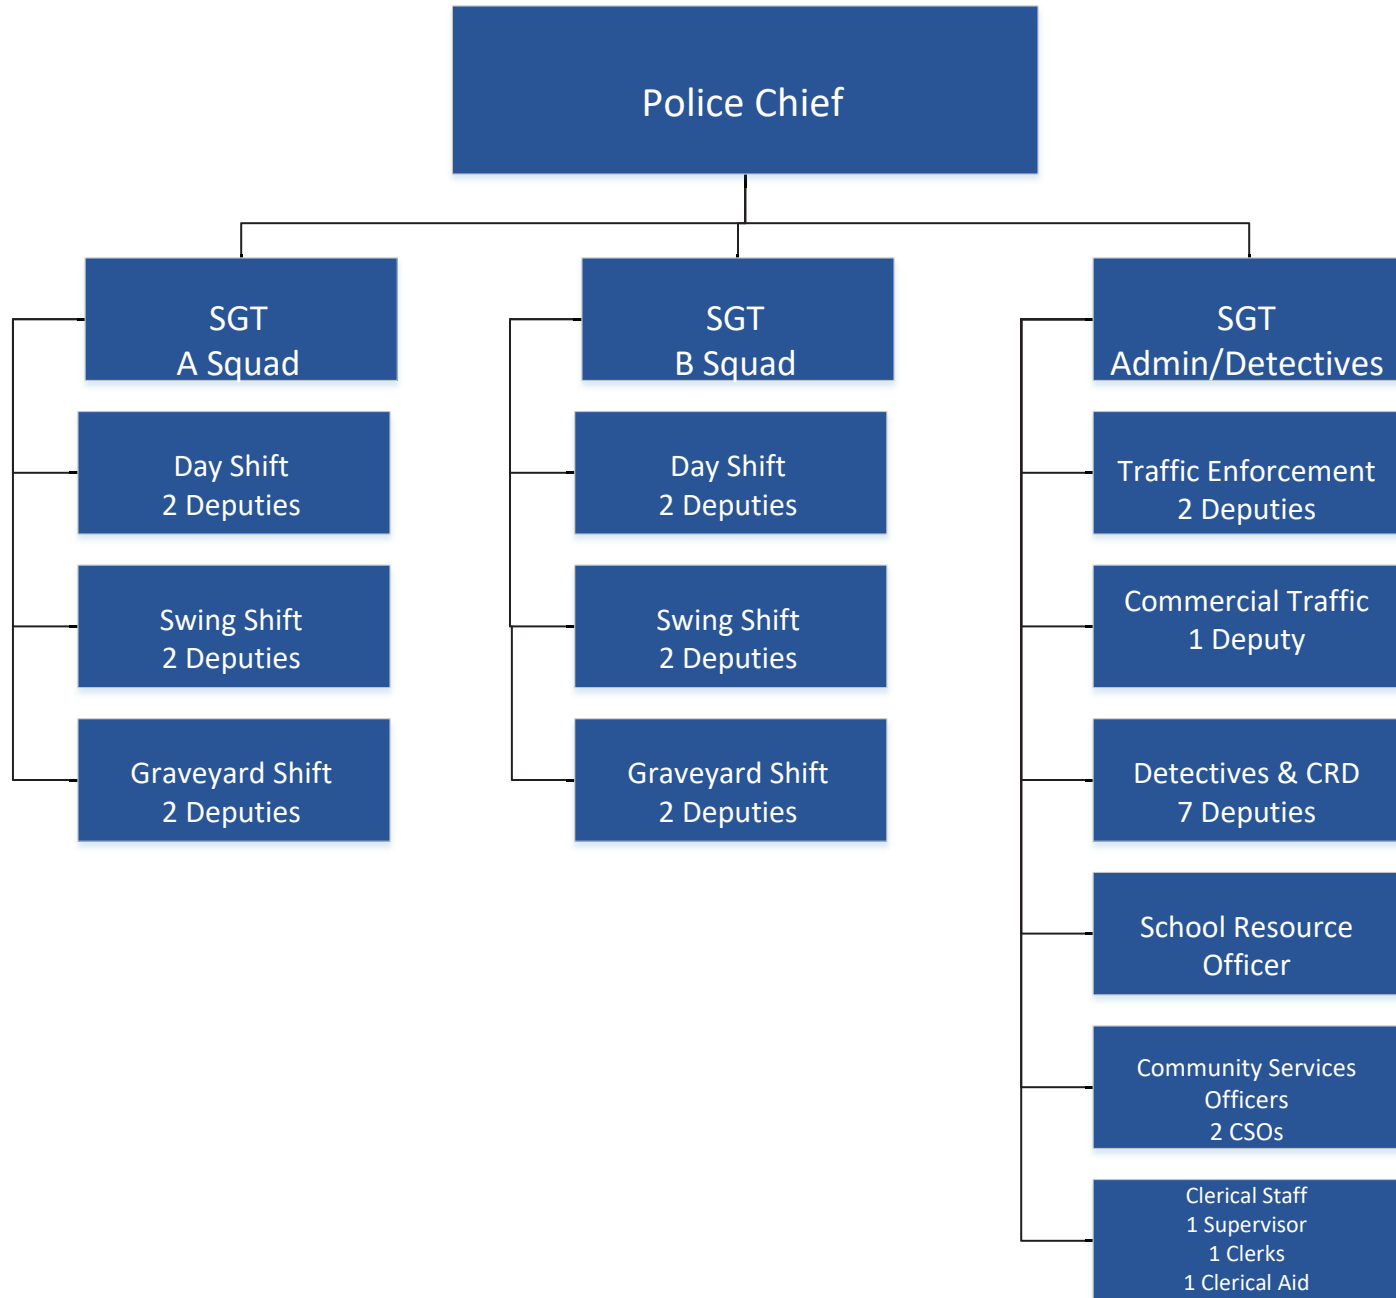 Police Chief
SGT
A Squad
Day Shift
2 Deputies
Swing Shift
2 Deputies
Graveyard Shift
2 Deputies
SGT
B Squad
Day Shift
2 Deputies
Swing Shift
2 Deputies
Graveyard Shift
2 Deputies
SGT
Admin/Detectives
Traffic Enforcement
2 Deputies
Commercial Traffic
1 Deputy
Detectives & CRD
7 Deputies
School Resource
Officer
Community Services
Officers
2 CSOs
Clerical Staff
1 Supervisor
1 Clerks
1 Clerical Aid